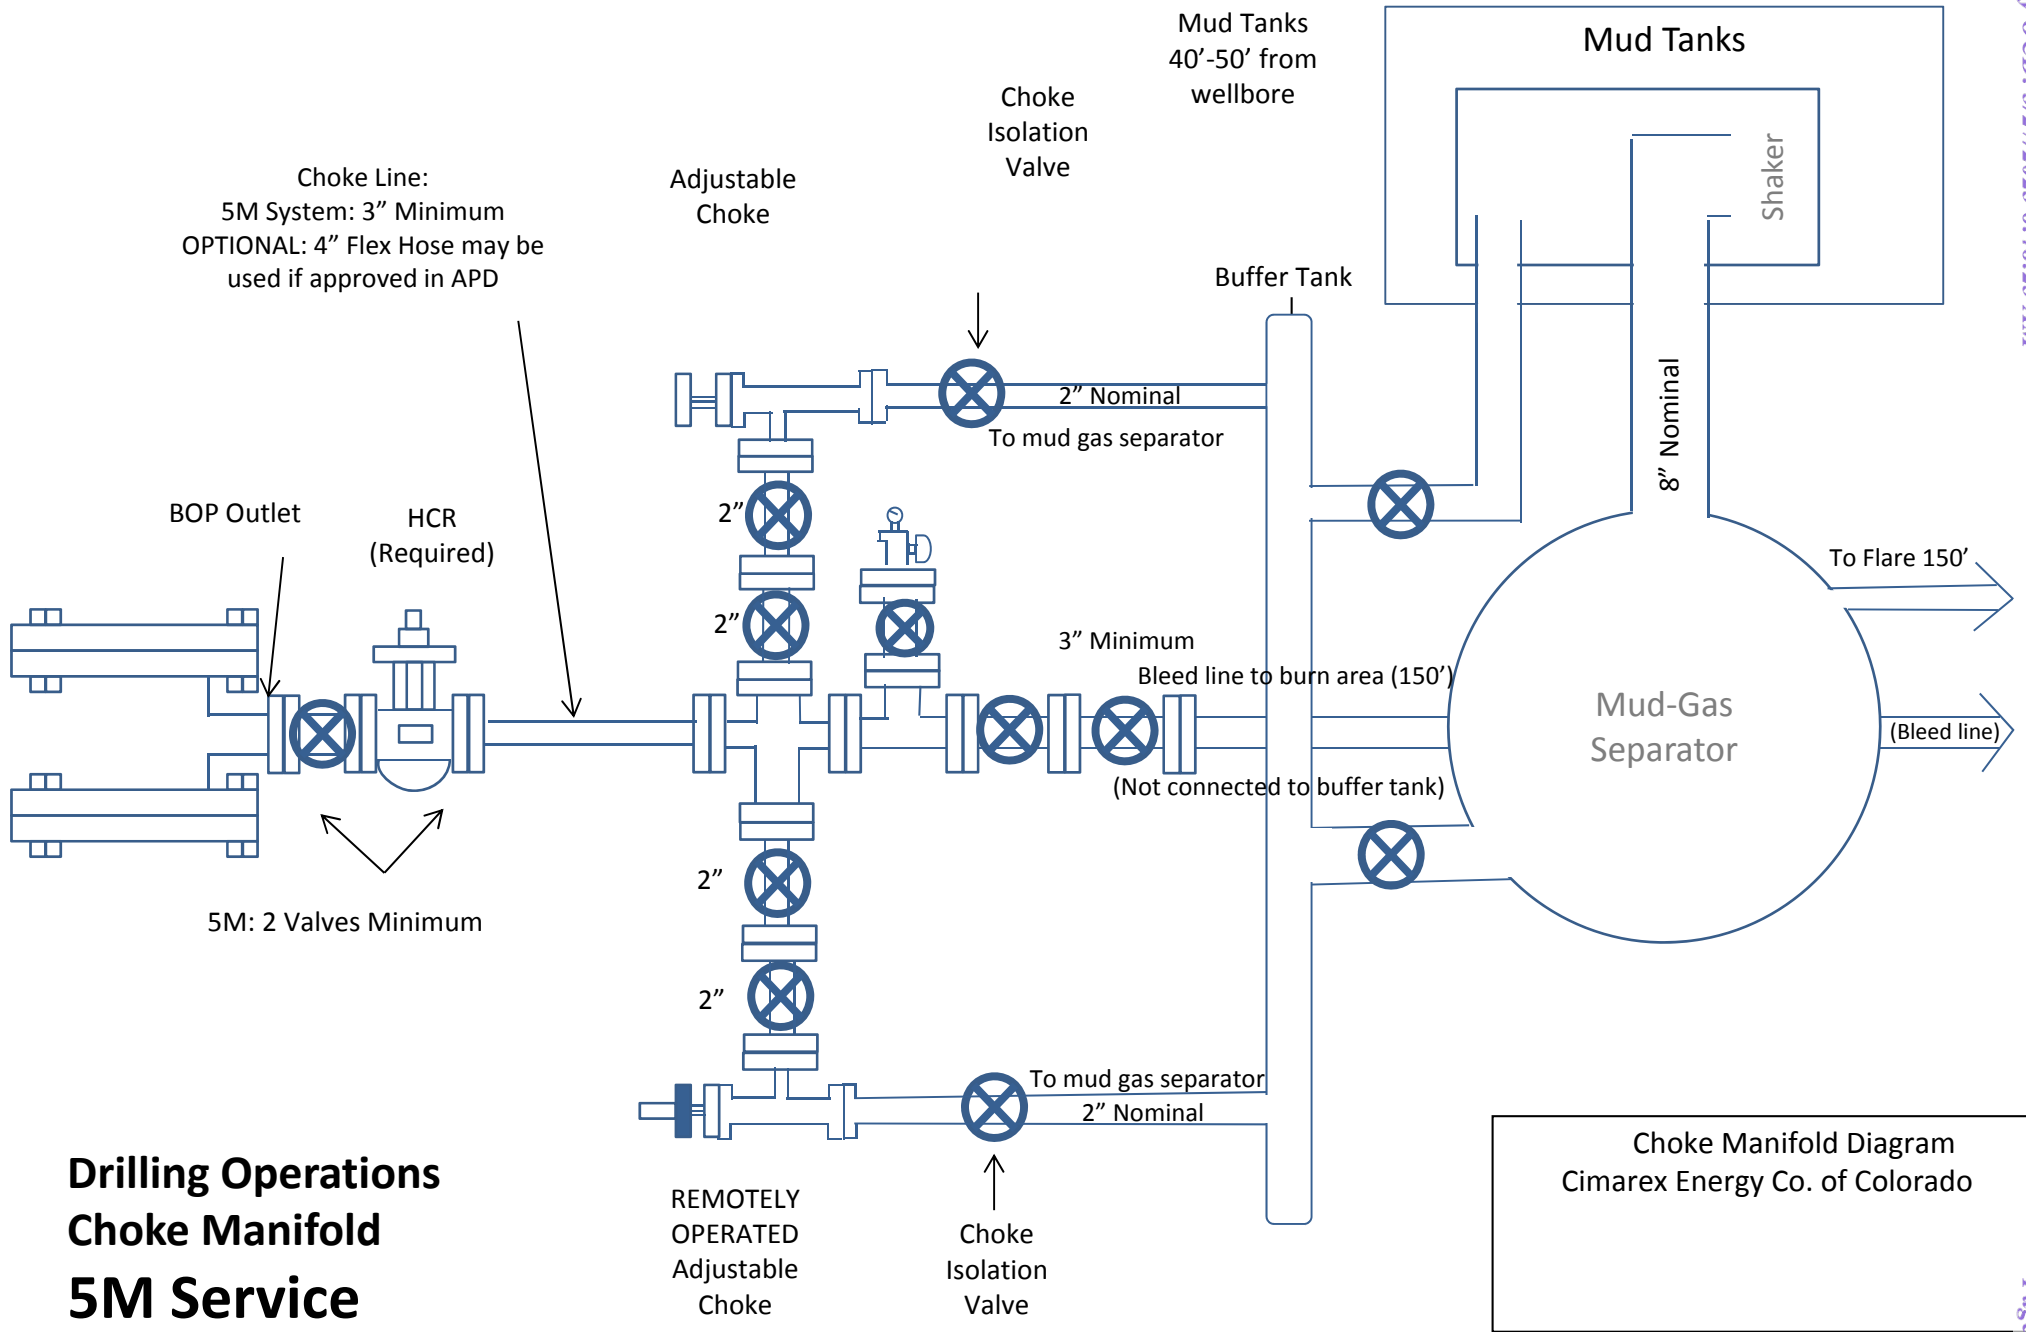 Mud Tanks
40’-50’ from
wellbore
Mud Tanks
Choke
Isolation
Valve
Shaker
Choke Line:
5M System: 3” Minimum
OPTIONAL: 4” Flex Hose may be
used if approved in APD
Adjustable
Choke
Buffer Tank
2” Nominal
To mud gas separator
8” Nominal
BOP Outlet
HCR
(Required)
2”
2”
To Flare 150’
3” Minimum
Bleed line to burn area (150’)
Mud-Gas
Separator
(Bleed line)
(Not connected to buffer tank)
5M: 2 Valves Minimum
2”
2”
To mud gas separator
2” Nominal
REMOTELY
OPERATED
Adjustable
Choke
Choke
Isolation
Valve
Drilling Operations
Choke Manifold
5M Service
Choke Manifold Diagram
Cimarex Energy Co. of Colorado